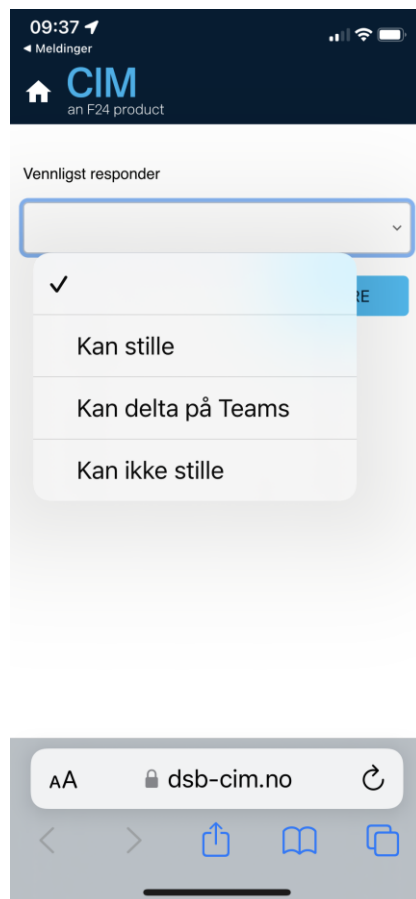 09:37
◀ Meldinger
CIM
an F24 product
Vennligst responder
RE
✓
Kan stille
Kan delta på Teams
Kan ikke stille
AA
dsb-cim.no